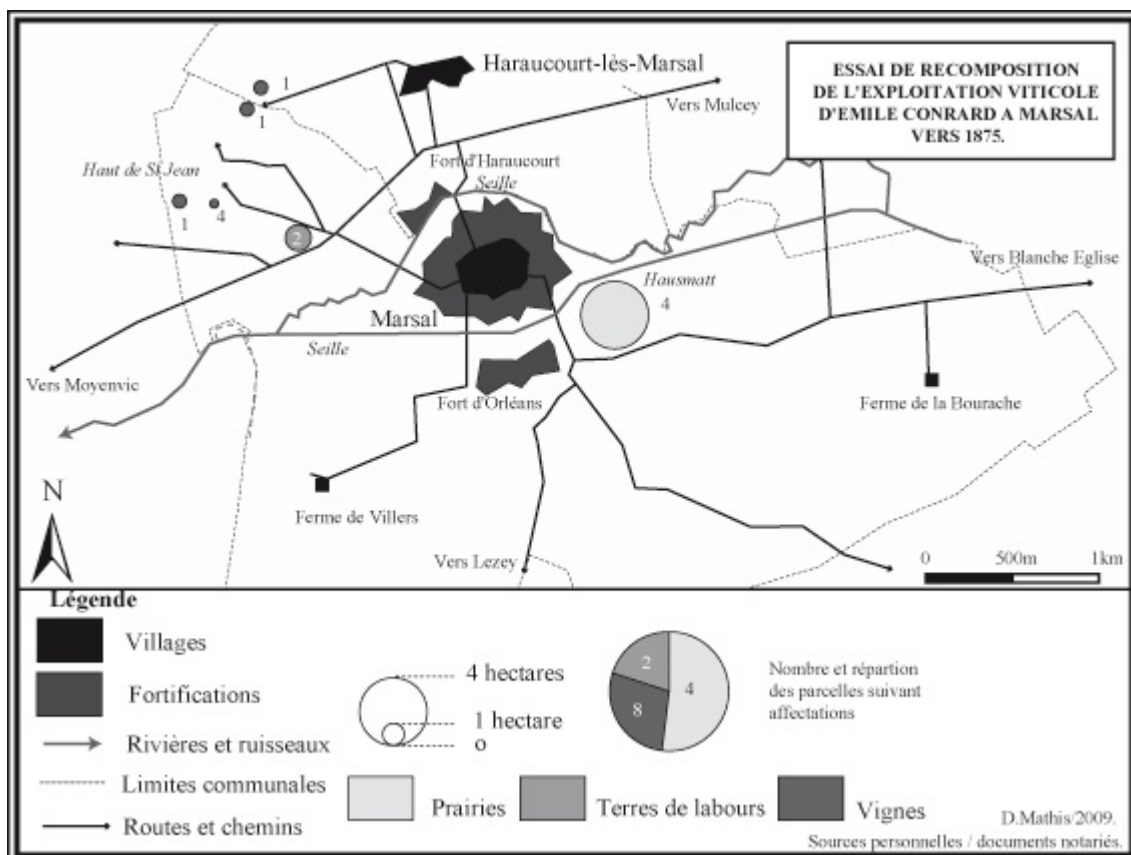 ESSAI DE RECOMPOSITION
DE L'EXPLOITATION VITICOLE
D'EMILE CONRARD A MARSAL
VERS 1875.
Haraucourt-lès-Marsal
1
1
Vers Mulcey
Haut de St Jean
Fort d'Haraucourt
Seille
1
4
2
Hausmatt
Vers Blanche Eglise
4
Marsal
Seille
Vers Moyenvic
Fort d'Orléans
Ferme de la Bourache
N
Ferme de Villers
Vers Lezey
0 500m 1km
Légende
Villages
Fortifications
Rivières et ruisseaux
Limites communales
Routes et chemins
4 hectares
1 hectare
0
2
4
8
Nombre et répartion
des parcelles suivant
affectations
Prairies
Terres de labours
Vignes
D.Mathis/2009.
Sources personnelles / documents notariés.